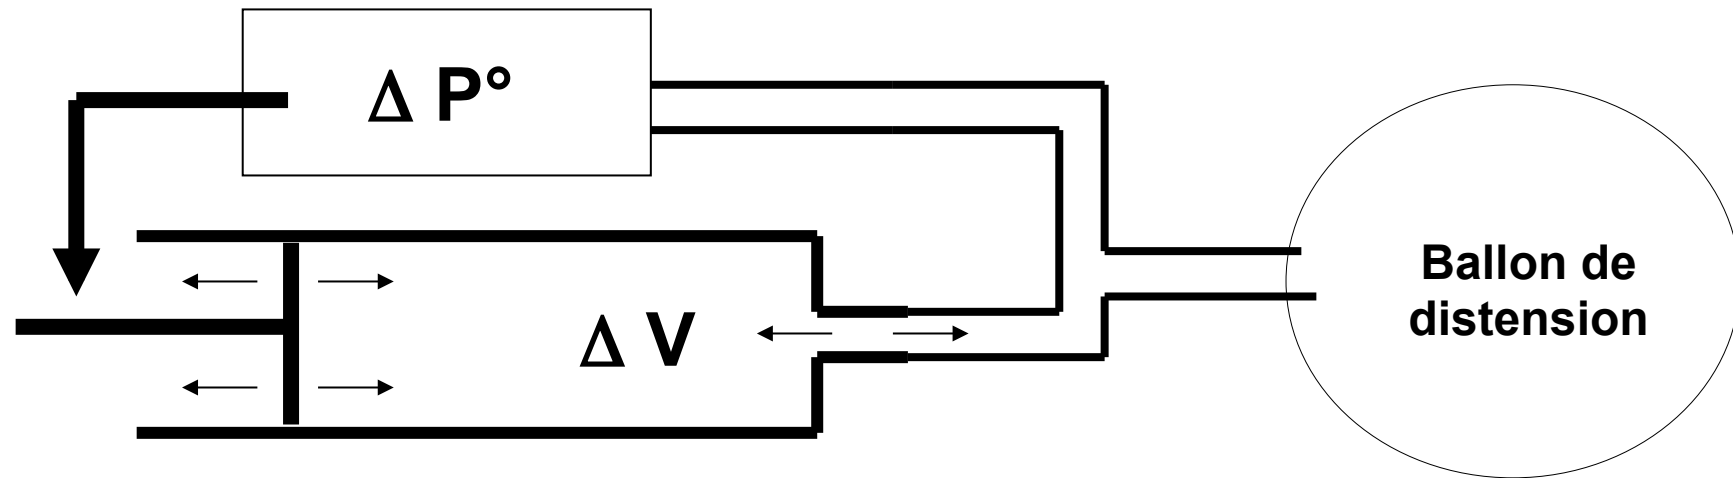 Δ P°
Δ V
Ballon de
distension